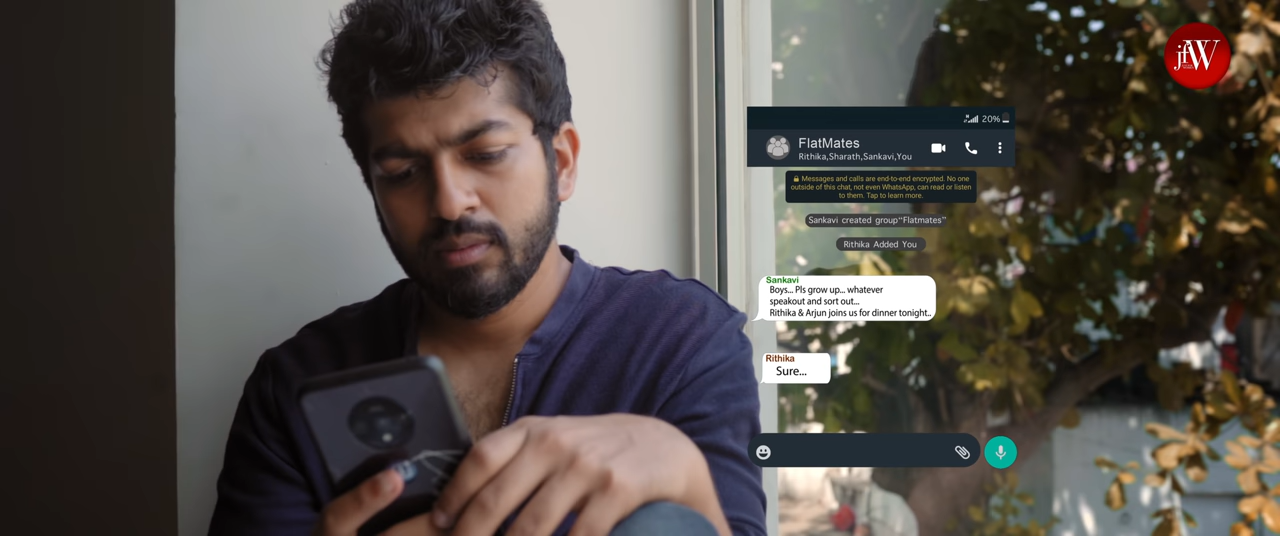 jfW
20%
FlatMates
Rithika,Sharath,Sankavi,You
Messages and calls are end-to-end encrypted. No one
outside of this chat, not even WhatsApp, can read or listen
to them. Tap to learn more.
Sankavi created group"Flatmates"
Rithika Added You
Sankavi
Boys... Pls grow up... whatever
speakout and sort out...
Rithika & Arjun joins us for dinner tonight..
Rithika
Sure...